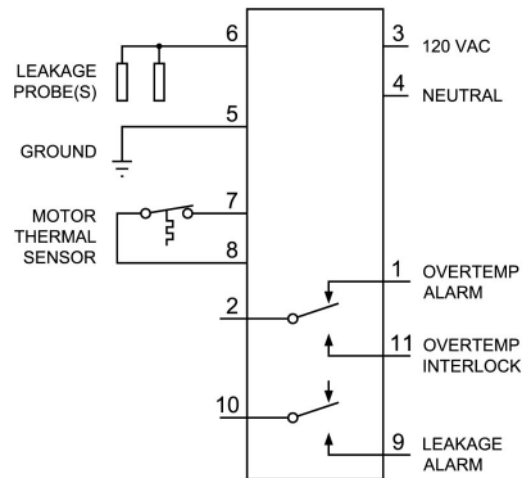 6
3
120 VAC
LEAKAGE
PROBE(S)
4
NEUTRAL
5
GROUND
7
MOTOR
THERMAL
SENSOR
8
1
OVERTEMP
ALARM
2
11
OVERTEMP
INTERLOCK
10
9
LEAKAGE
ALARM